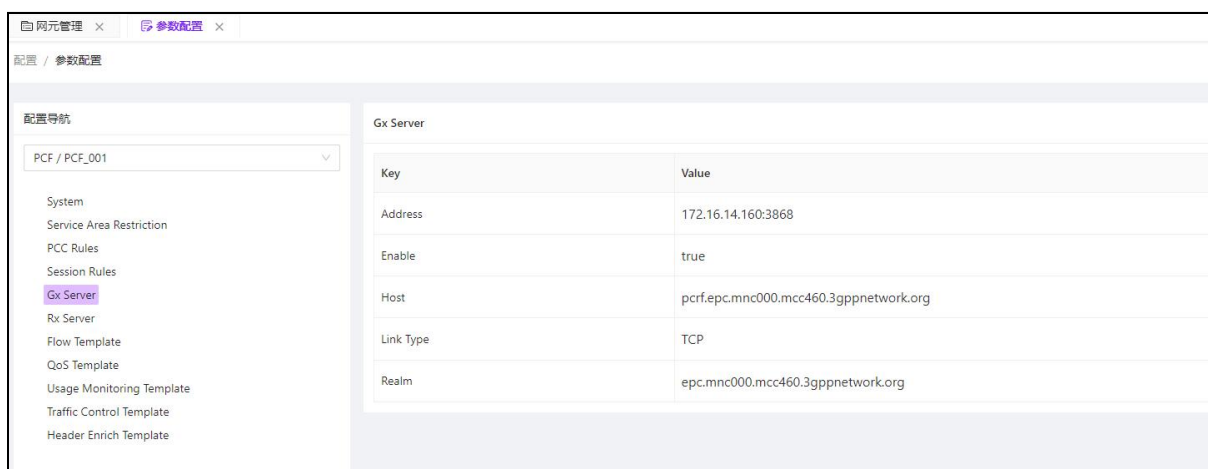 网元管理 × 参数配置 ×
配置 / 参数配置
配置导航
PCF / PCF_001
System
Service Area Restriction
PCC Rules
Session Rules
Gx Server
Rx Server
Flow Template
QoS Template
Usage Monitoring Template
Traffic Control Template
Header Enrich Template
Gx Server
Key Value
Address 172.16.14.160:3868
Enable true
Host pcrf.epc.mnc000.mcc460.3gppnetwork.org
Link Type TCP
Realm epc.mnc000.mcc460.3gppnetwork.org